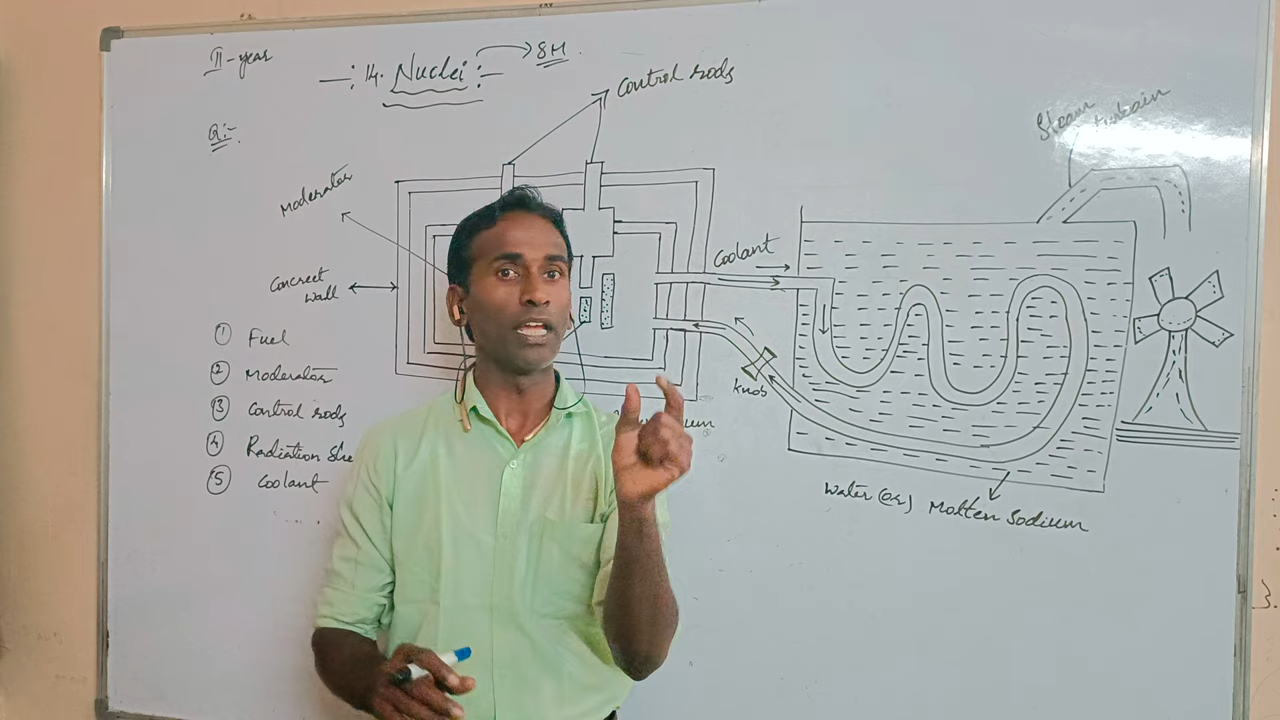 II-year
—: 14. Nuclei :— → 8M.
Control rods
Steam
Q:-
Moderator
Coolant
Concreet
wall
① Fuel
② Moderator
③ Control rods
④ Radiation She
⑤ Coolant
Knob
Water (or) Molten Sodium